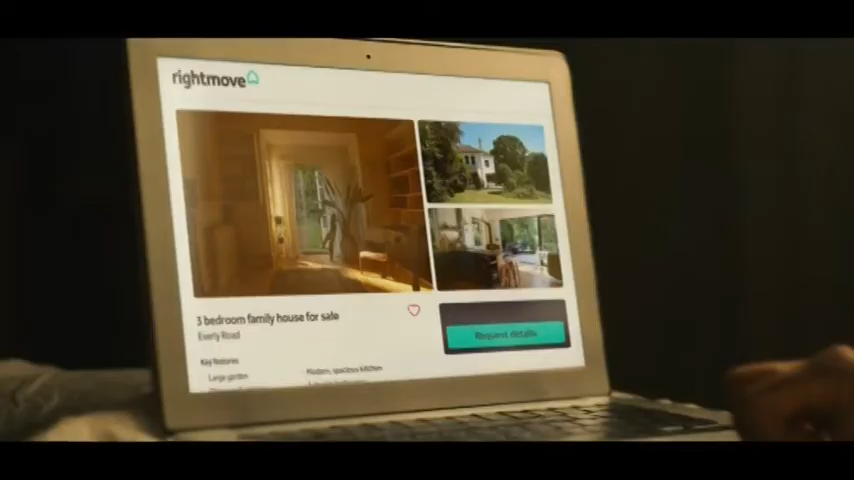 rightmove
3 bedroom family house for sale
Everly Road
Request details
Key features
Large garden
Modern, spacious kitchen